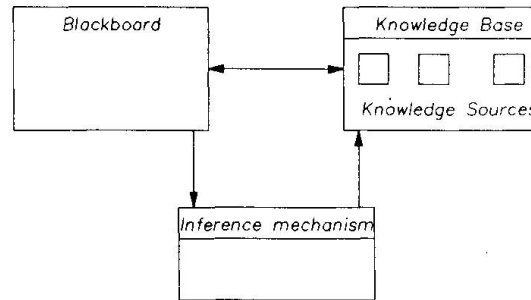 Blackboard
Knowledge Base
Knowledge Sources
Inference mechanism